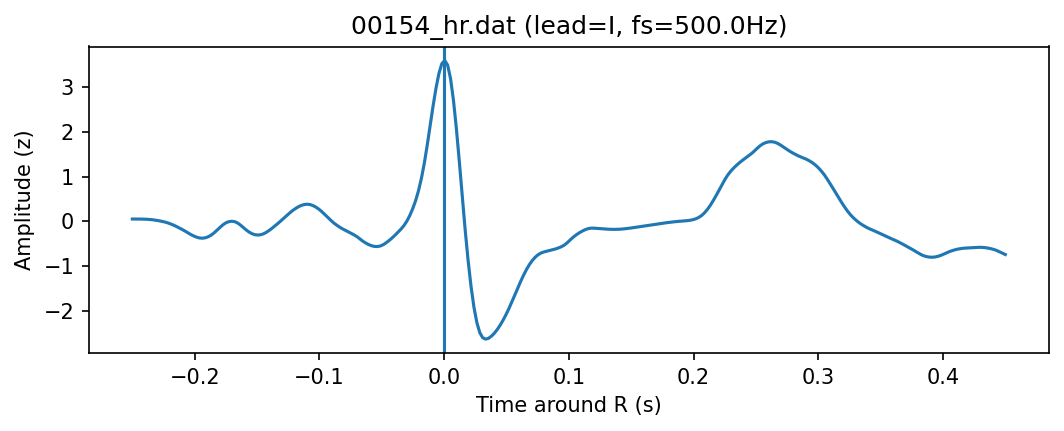 00154_hr.dat (lead=I, fs=500.0Hz)
Amplitude (z)
3
2
1
0
−1
−2
−0.2 −0.1 0.0 0.1 0.2 0.3 0.4
Time around R (s)